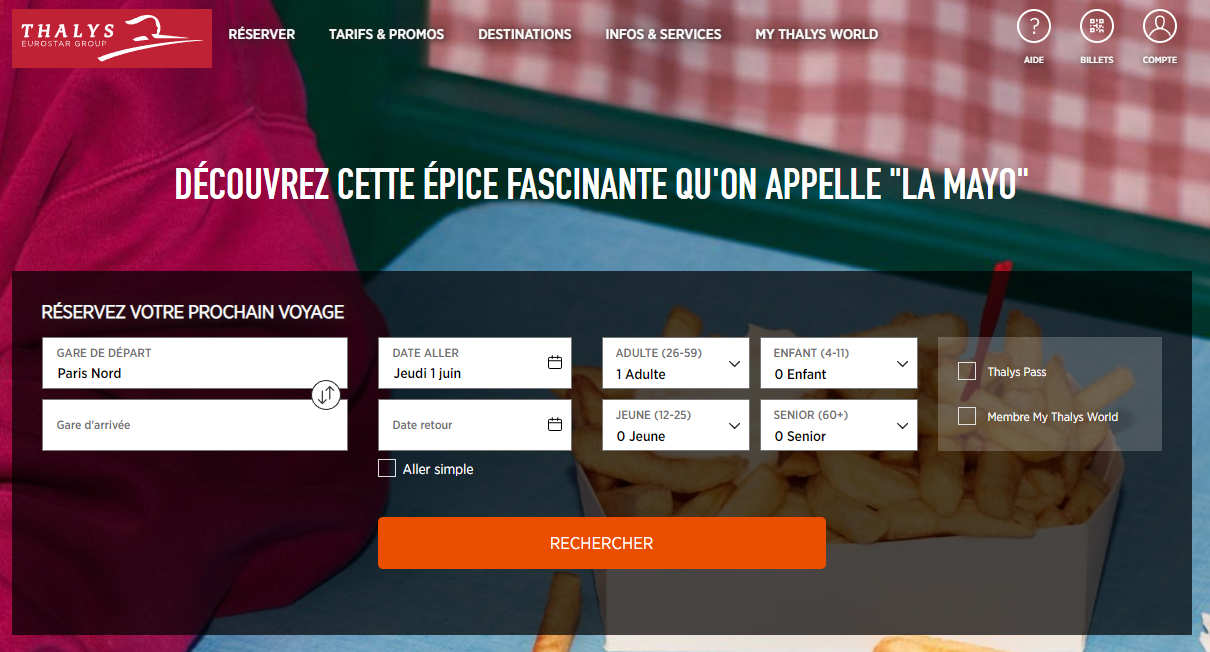 THALYS
EUROSTAR GROUP
RÉSERVER
TARIFS & PROMOS
DESTINATIONS
INFOS & SERVICES
MY THALYS WORLD
?
AIDE
BILLETS
COMPTE
DÉCOUVREZ CETTE ÉPICE FASCINANTE QU'ON APPELLE "LA MAYO"
RÉSERVEZ VOTRE PROCHAIN VOYAGE
GARE DE DÉPART
Paris Nord
Gare d'arrivée
DATE ALLER
Jeudi 1 juin
Date retour
Aller simple
ADULTE (26-59)
1 Adulte
ENFANT (4-11)
0 Enfant
JEUNE (12-25)
0 Jeune
SENIOR (60+)
0 Senior
Thalys Pass
Membre My Thalys World
RECHERCHER